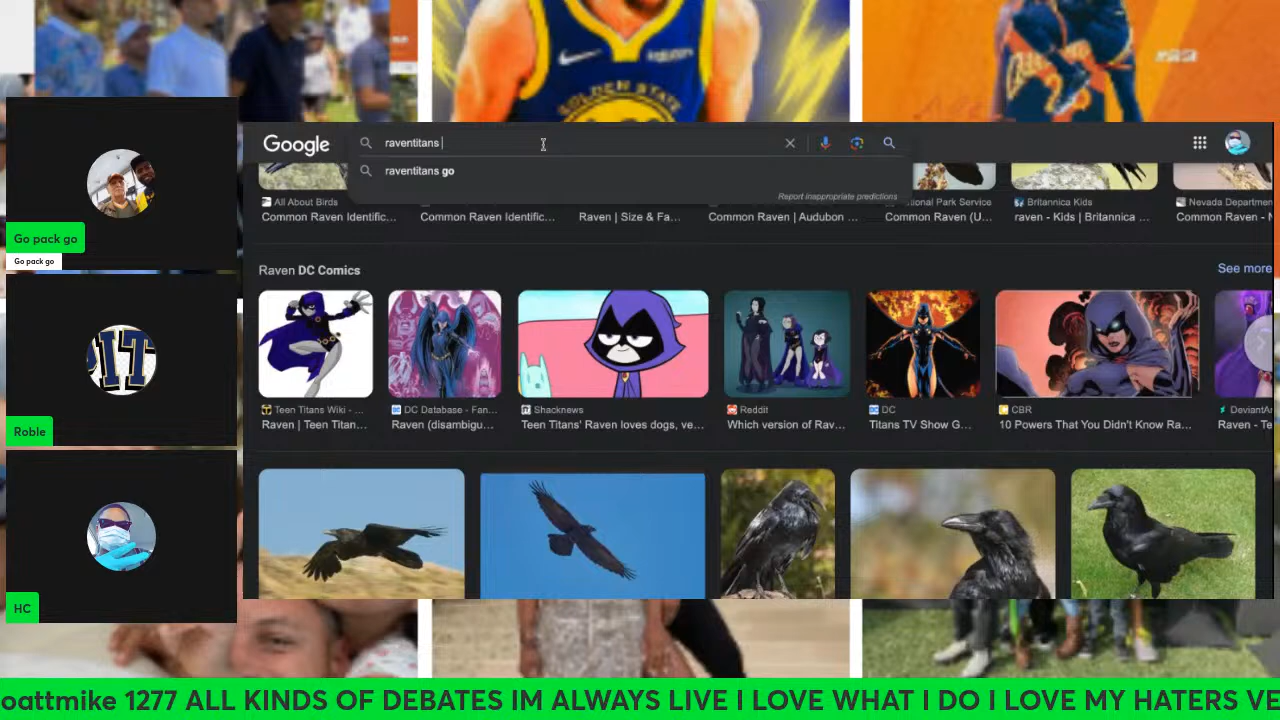 GOLDEN STATE
Google
raventitans
raventitans go
Report inappropriate predictions
All About Birds
Common Raven Identific...
Common Raven Identific...
Raven | Size & Fa...
Common Raven | Audubon ...
tional Park Service
Common Raven (U...
Britannica Kids
raven - Kids | Britannica ...
Nevada Departmen
Common Raven -
Raven DC Comics
See more
Teen Titans Wiki - ...
Raven | Teen Titan...
DC Database - Fan...
Raven (disambigu...
Shacknews
Teen Titans' Raven loves dogs, ve...
Reddit
Which version of Rav...
DC
Titans TV Show G...
CBR
10 Powers That You Didn't Know Ra...
DeviantAr
Raven - Te
Go pack go
Go pack go
IT
Roble
HC
oattmike 1277 ALL KINDS OF DEBATES IM ALWAYS LIVE I LOVE WHAT I DO I LOVE MY HATERS VE